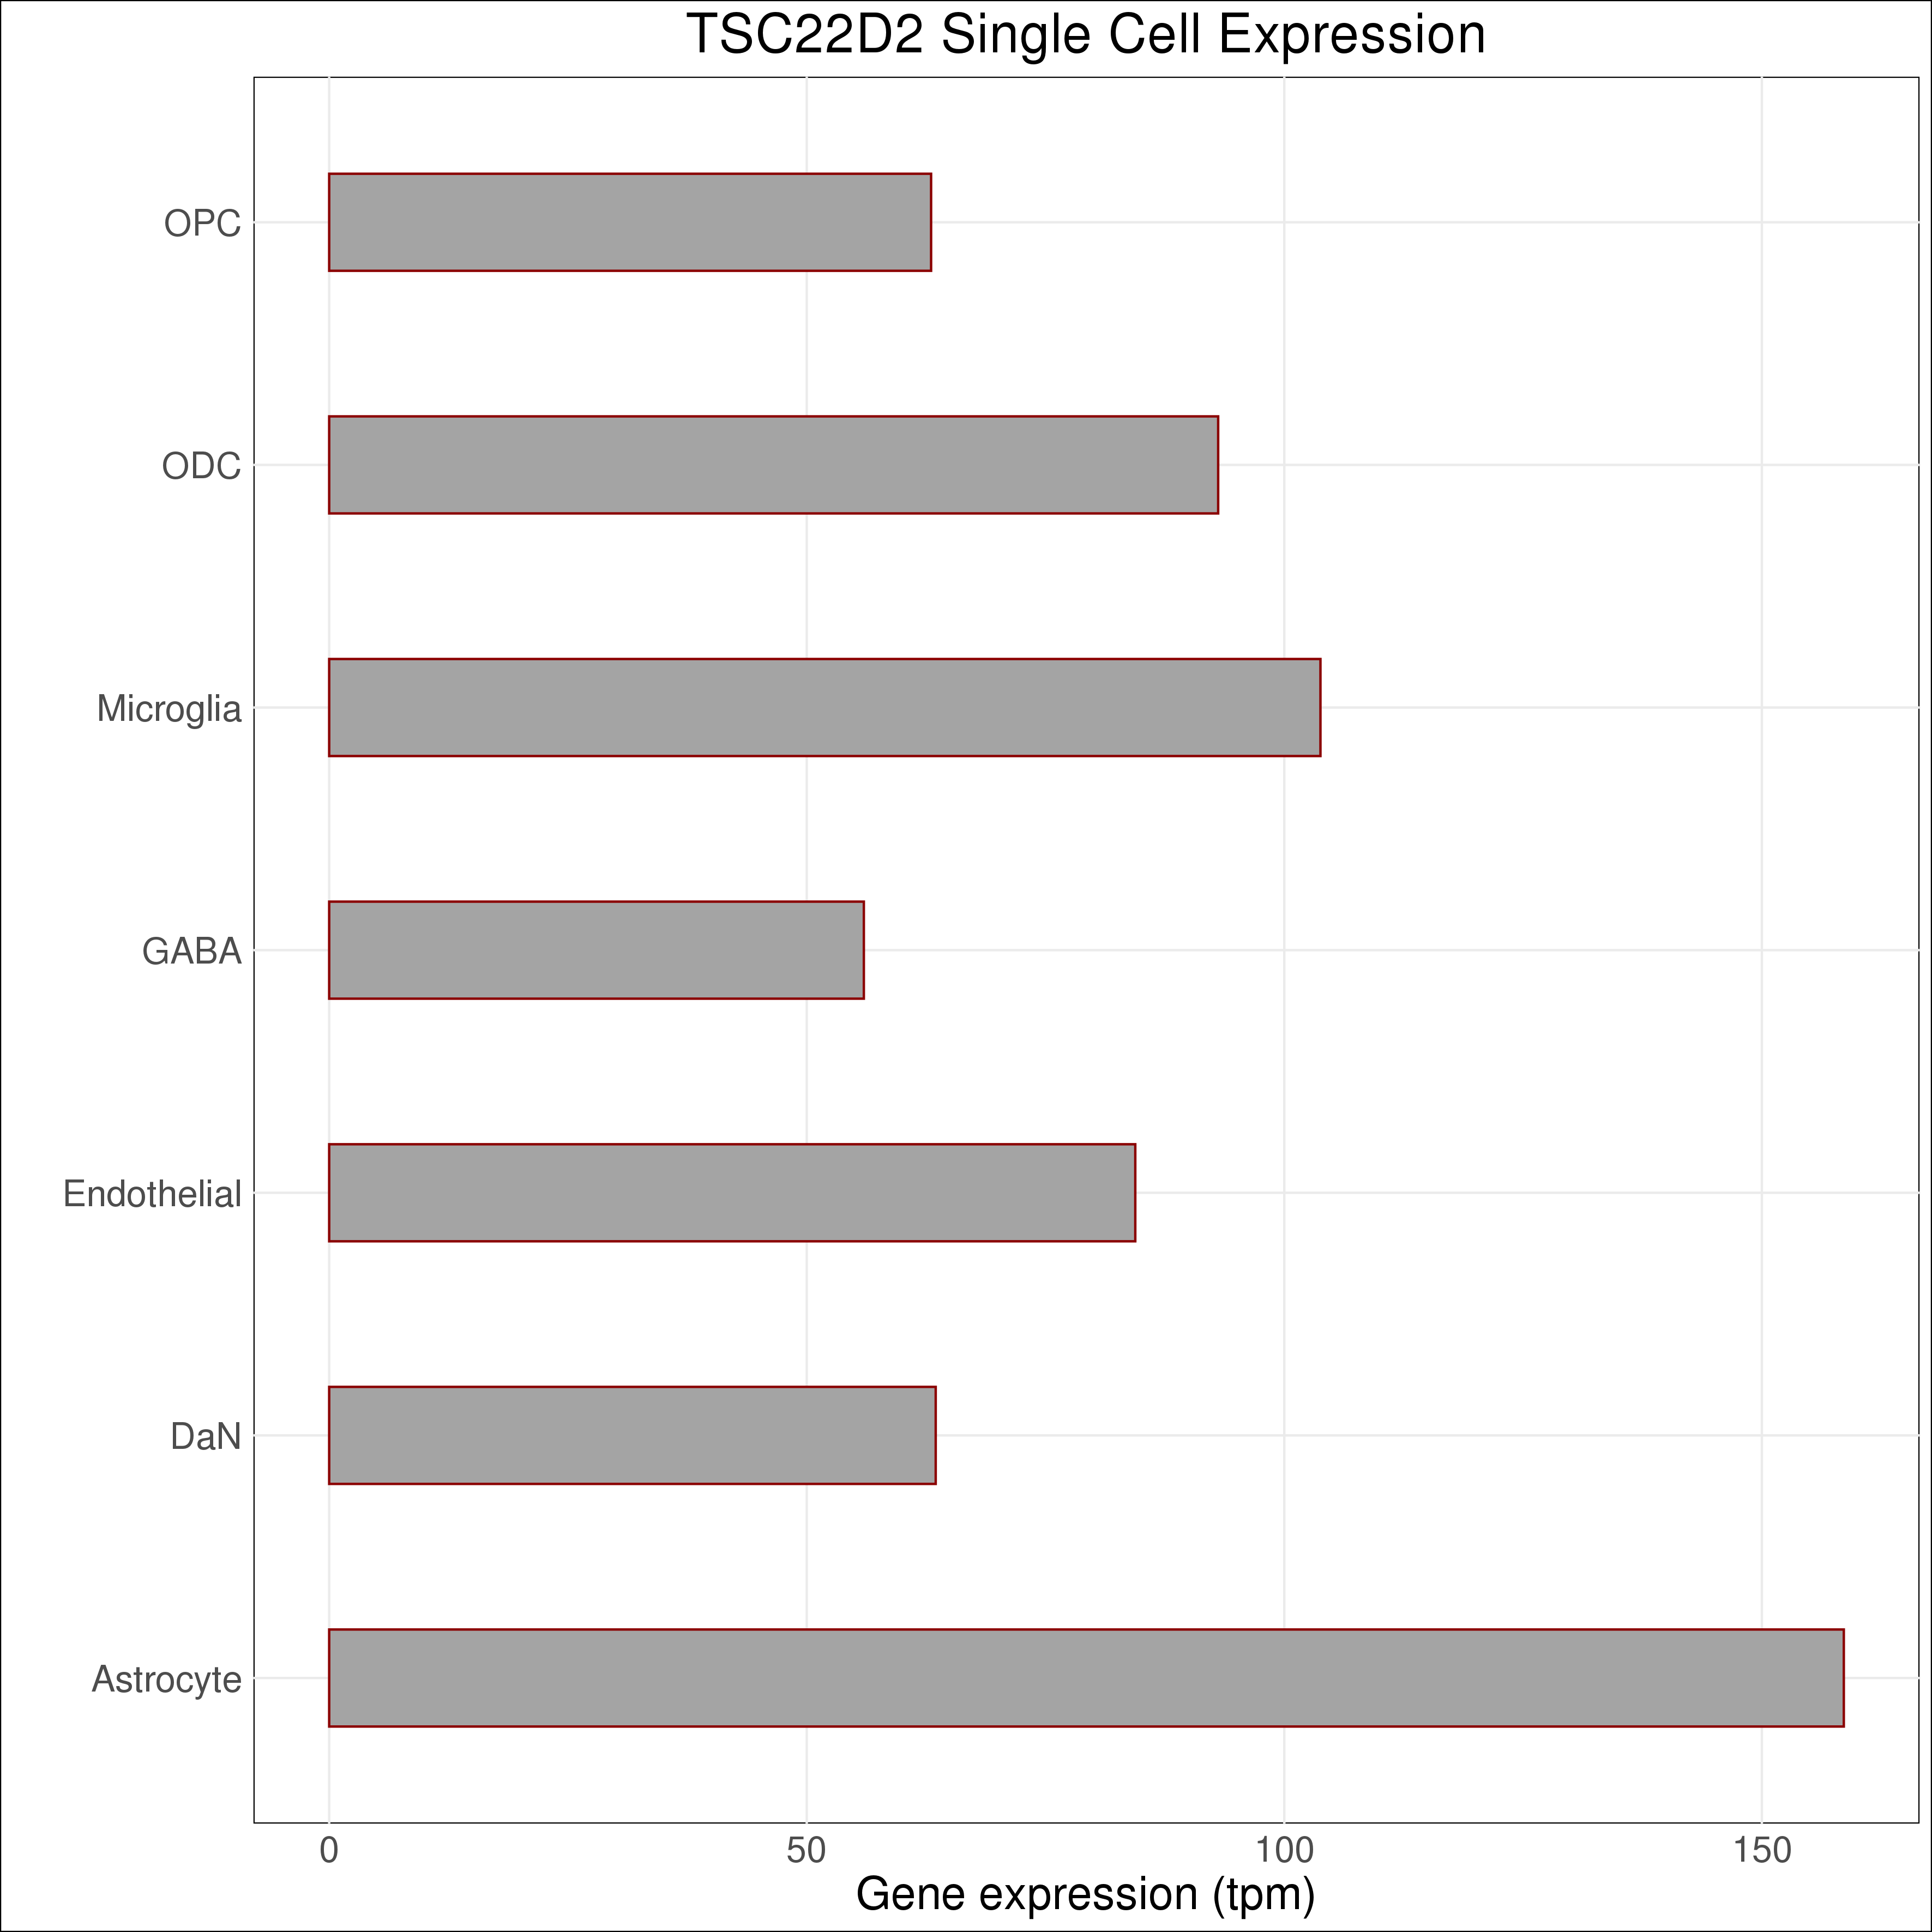 TSC22D2 Single Cell Expression
OPC
ODC
Microglia
GABA
Endothelial
DaN
Astrocyte
0 50 100 150
Gene expression (tpm)